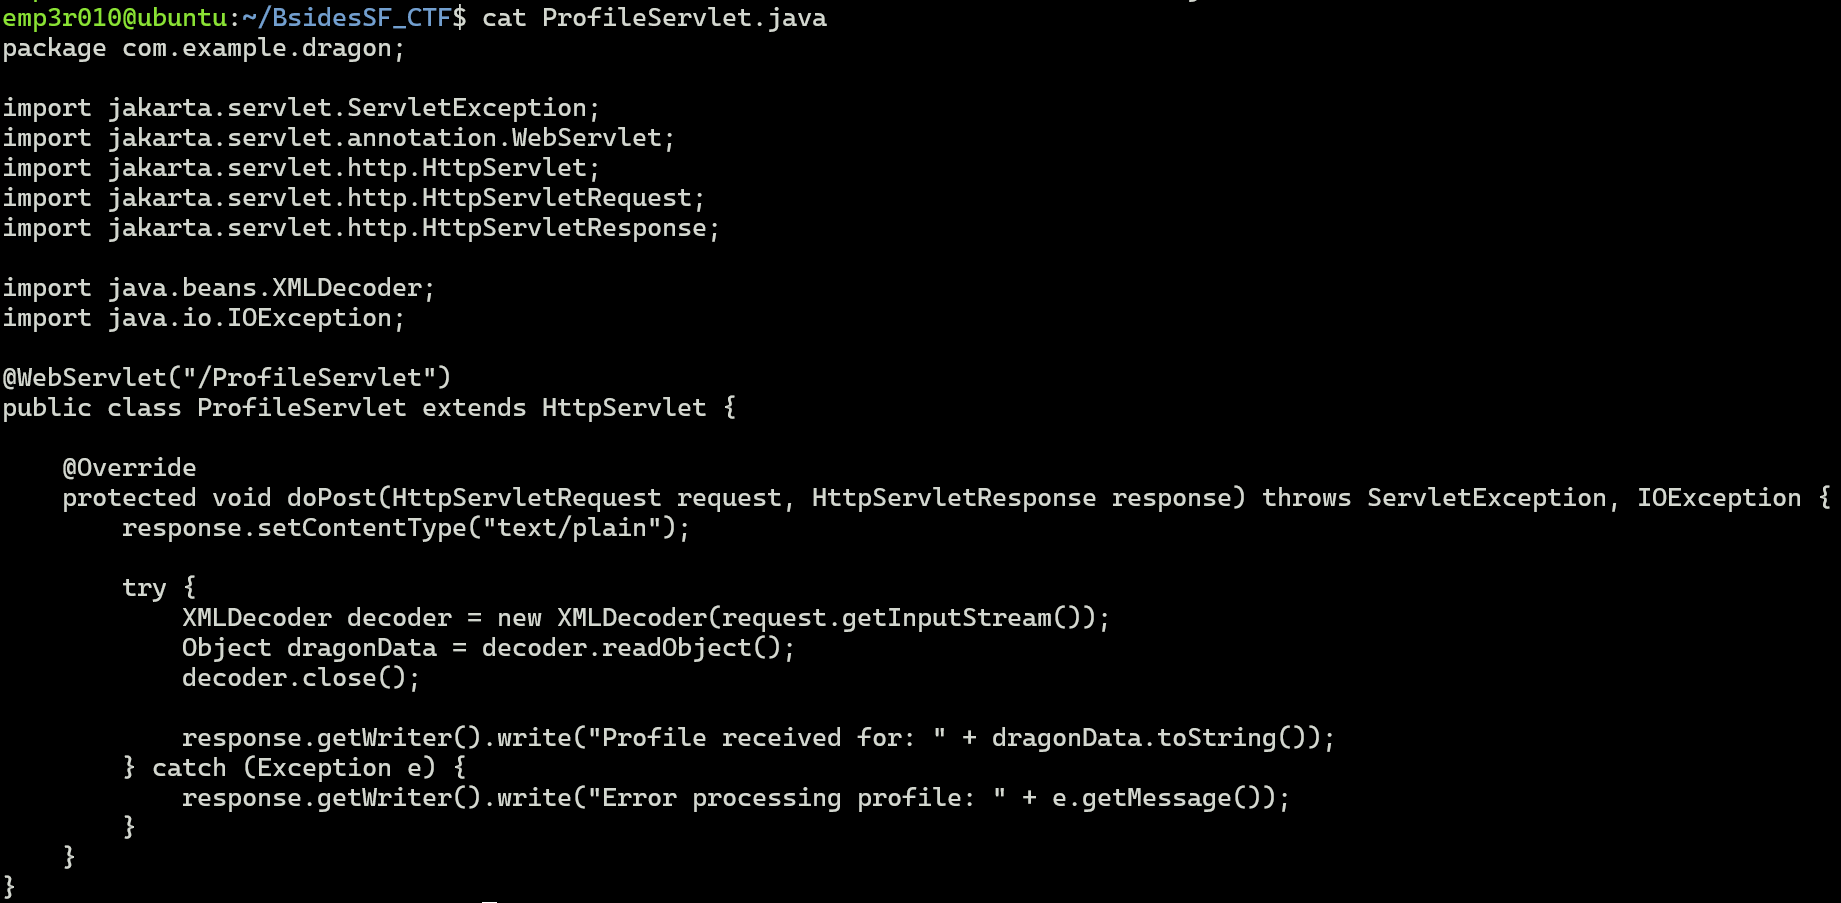 emp3r010@ubuntu:~/BsidesSF_CTF$ cat ProfileServlet.java
package com.example.dragon;

import jakarta.servlet.ServletException;
import jakarta.servlet.annotation.WebServlet;
import jakarta.servlet.http.HttpServlet;
import jakarta.servlet.http.HttpServletRequest;
import jakarta.servlet.http.HttpServletResponse;

import java.beans.XMLDecoder;
import java.io.IOException;

@WebServlet("/ProfileServlet")
public class ProfileServlet extends HttpServlet {

    @Override
    protected void doPost(HttpServletRequest request, HttpServletResponse response) throws ServletException, IOException {
        response.setContentType("text/plain");

        try {
            XMLDecoder decoder = new XMLDecoder(request.getInputStream());
            Object dragonData = decoder.readObject();
            decoder.close();

            response.getWriter().write("Profile received for: " + dragonData.toString());
        } catch (Exception e) {
            response.getWriter().write("Error processing profile: " + e.getMessage());
        }
    }
}